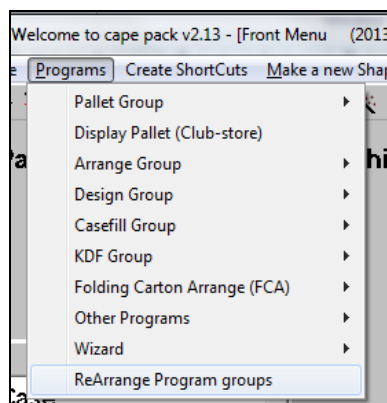 Welcome to cape pack v2.13 - [Front Menu (2013
e Programs Create ShortCuts Make a new Shap
Pallet Group
Display Pallet (Club-store)
Arrange Group
Design Group
Casefill Group
KDF Group
Folding Carton Arrange (FCA)
Other Programs
Wizard
ReArrange Program groups